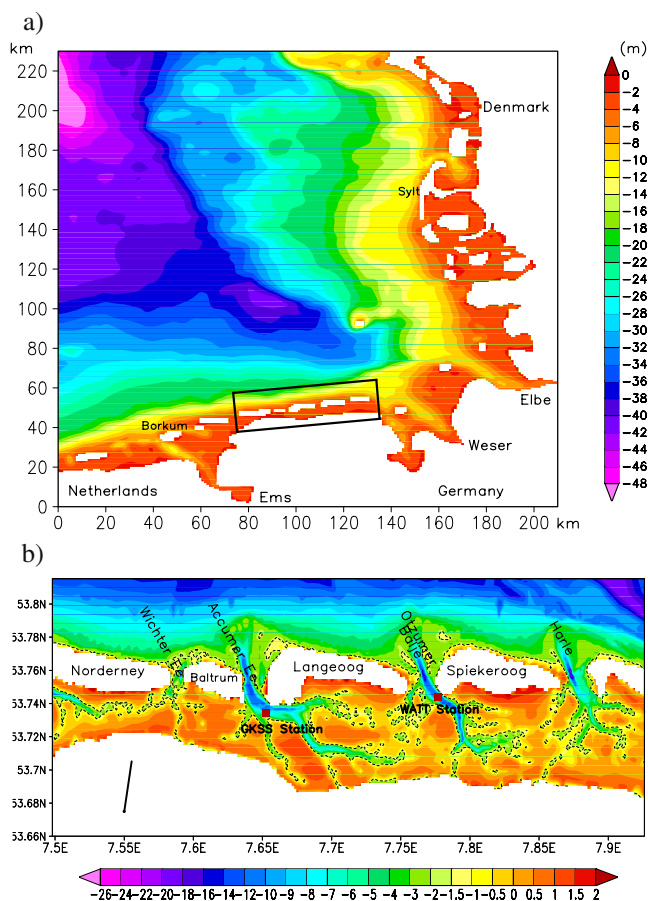 a)
km
(m)
220
200
180
160
140
120
100
80
60
40
20
0
Denmark
Sylt
Elbe
Borkum
Weser
Netherlands
Ems
Germany
0 20 40 60 80 100 120 140 160 180 200
km
0
-2
-4
-6
-8
-10
-12
-14
-16
-18
-20
-22
-24
-26
-28
-30
-32
-34
-36
-38
-40
-42
-44
-46
-48
b)
53.8N
53.78
53.76
53.74
53.72
53.7N
53.68
53.66N
Wichter Ee
Accumer Ee
Otzumer
Balje
Harle
Norderney
Baltrum
Langeoog
Spiekeroog
WATT Station
GKSS Station
7.5E 7.55E 7.6E 7.65E 7.7E 7.75E 7.8E 7.85E 7.9E
-26 -24 -22 -20 -18 -16 -14 -12 -10 -9 -8 -7 -6 -5 -4 -3 -2 -1.5 -1 -0.5 0 0.5 1 1.5 2